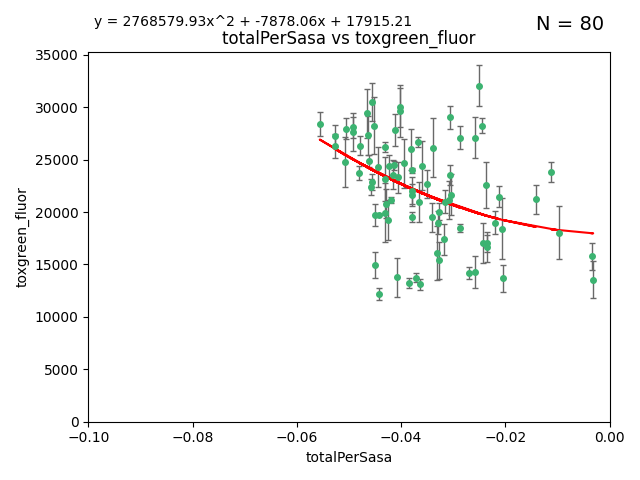 y = 2768579.93x^2 + -7878.06x + 17915.21
N = 80
totalPerSasa vs toxgreen_fluor
35000
30000
25000
20000
15000
10000
5000
0
toxgreen_fluor
−0.10 −0.08 −0.06 −0.04 −0.02 0.00
totalPerSasa